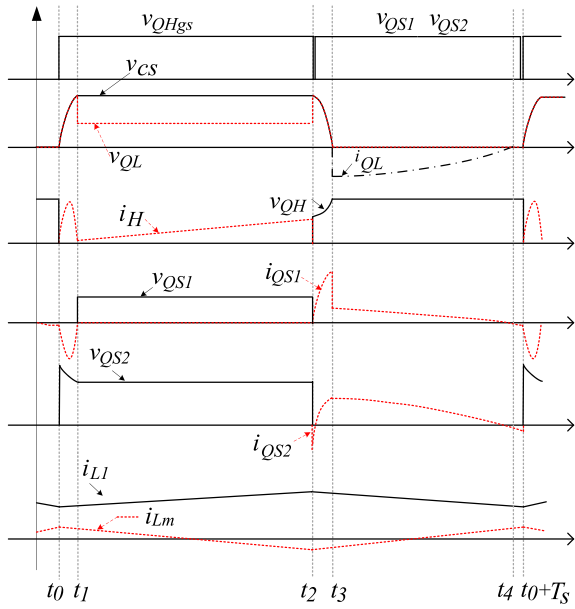 vQHgs
vQS1 vQS2
vCS
vQL
iQL
vQH
iH
iQS1
vQS1
vQS2
iQS2
iL1
iLm
t0 t1 t2 t3 t4 t0+Ts